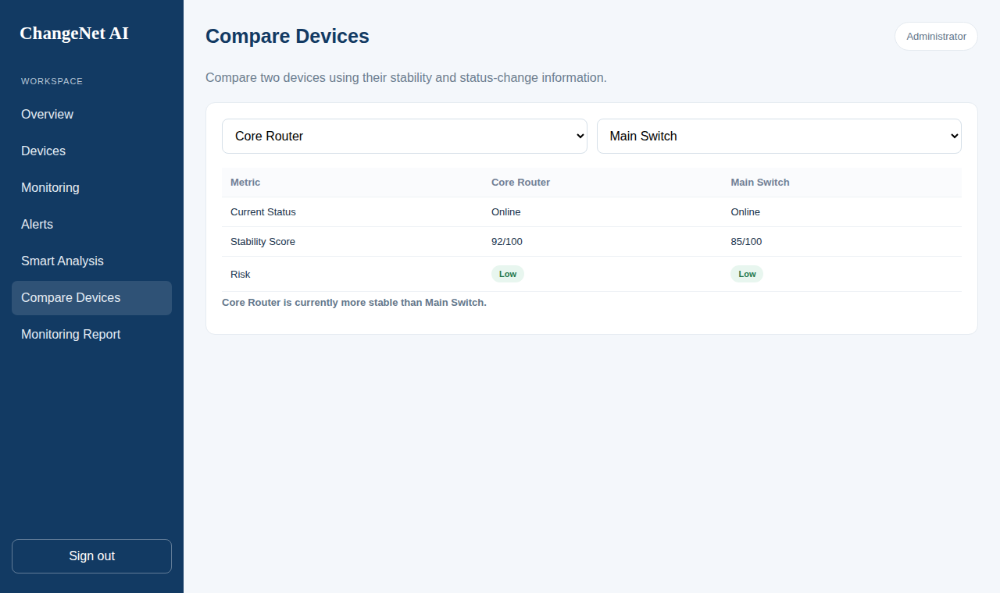 ChangeNet AI
WORKSPACE
Overview
Devices
Monitoring
Alerts
Smart Analysis
Compare Devices
Monitoring Report
Sign out
Compare Devices
Administrator
Compare two devices using their stability and status-change information.
Core Router
Main Switch
Metric Core Router Main Switch
Current Status Online Online
Stability Score 92/100 85/100
Risk Low Low
Core Router is currently more stable than Main Switch.